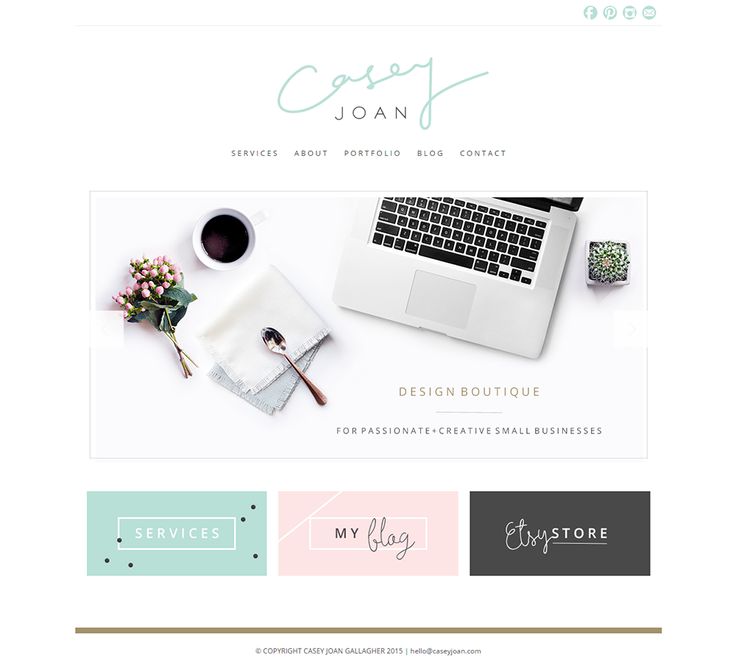 Casey
JOAN
SERVICES ABOUT PORTFOLIO BLOG CONTACT
DESIGN BOUTIQUE
FOR PASSIONATE+CREATIVE SMALL BUSINESSES
SERVICES
MY blog
Etsy STORE
© COPYRIGHT CASEY JOAN GALLAGHER 2015 | hello@caseyjoan.com